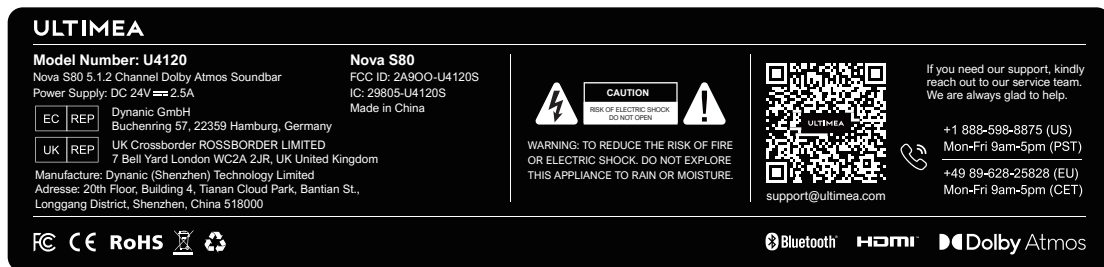 ULTIMEA
Model Number: U4120
Nova S80 5.1.2 Channel Dolby Atmos Soundbar
Power Supply: DC 24V⎓2.5A
EC REP
Dynanic GmbH
Buchenring 57, 22359 Hamburg, Germany
UK REP
UK Crossborder ROSSBORDER LIMITED
7 Bell Yard London WC2A 2JR, UK United Kingdom
Manufacture: Dynanic (Shenzhen) Technology Limited
Adresse: 20th Floor, Building 4, Tianan Cloud Park, Bantian St.,
Longgang District, Shenzhen, China 518000
Nova S80
FCC ID: 2A9OO-U4120S
IC: 29805-U4120S
Made in China
CAUTION
RISK OF ELECTRIC SHOCK
DO NOT OPEN
WARNING: TO REDUCE THE RISK OF FIRE
OR ELECTRIC SHOCK. DO NOT EXPLORE
THIS APPLIANCE TO RAIN OR MOISTURE.
ULTIMEA
support@ultimea.com
If you need our support, kindly
reach out to our service team.
We are always glad to help.
+1 888-598-8875 (US)
Mon-Fri 9am-5pm (PST)
+49 89-628-25828 (EU)
Mon-Fri 9am-5pm (CET)
FC CE RoHS
Bluetooth® HDMI™ Dolby Atmos